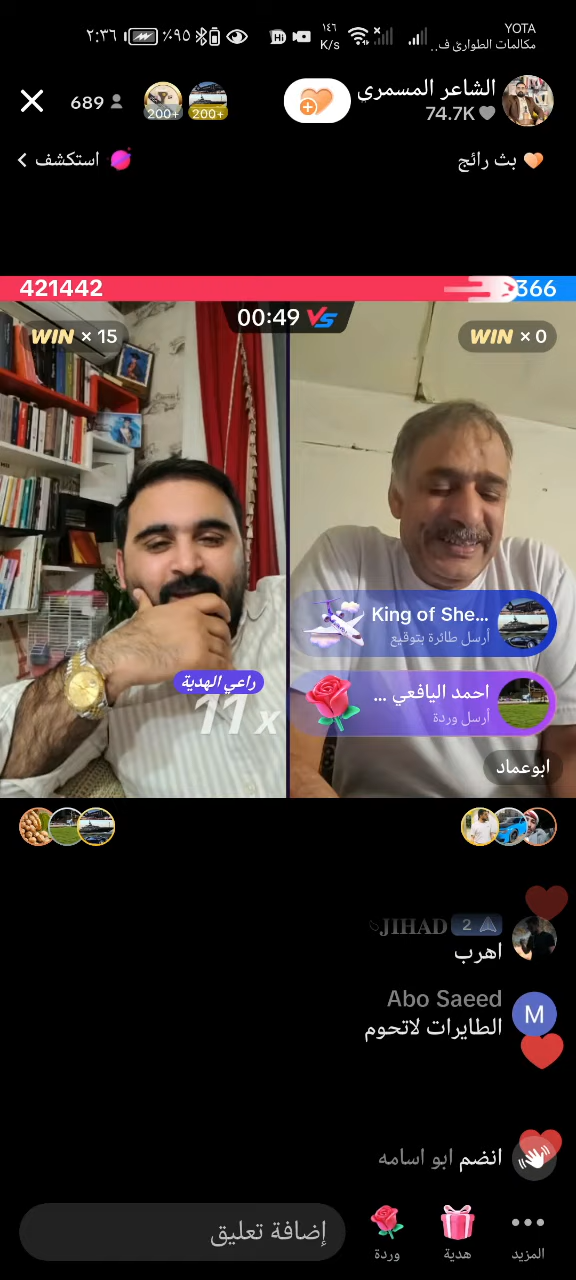 YOTA
مكالمات الطوارئ ف..
١٤٦
K/s
Hi
٪٩٥
٢:٣٦
الشاعر المسمري
74.7K
200+
200+
689
بث رائج
استكشف
421442
366
00:49 VS
WIN × 15
WIN × 0
King of She...
أرسل طائرة بتوقيع
راعي الهدية
11 x
احمد اليافعي ...
أرسل وردة
ابوعماد
JIHAD
2
اهرب
Abo Saeed
M
الطايرات لاتحوم
انضم ابو اسامه
إضافة تعليق
وردة
هدية
المزيد